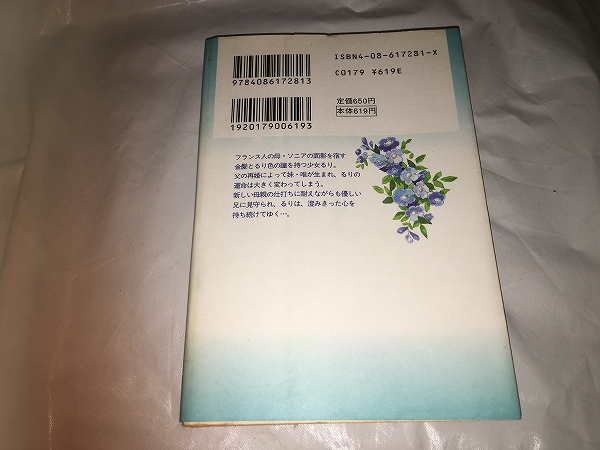 ISBN4-08-617281-X
C0179 ¥619E
9784086172813
定価650円
本体619円
1920179006193
フランス人の母・ソニアの面影を宿す
金髪とるり色の瞳を持つ少女るり。
父の再婚によって妹・唯が生まれ、るりの
運命は大きく変わってしまう。
新しい母親の仕打ちに耐えながらも優しい
兄に見守られ、るりは、澄みきった心を
持ち続けてゆく…。